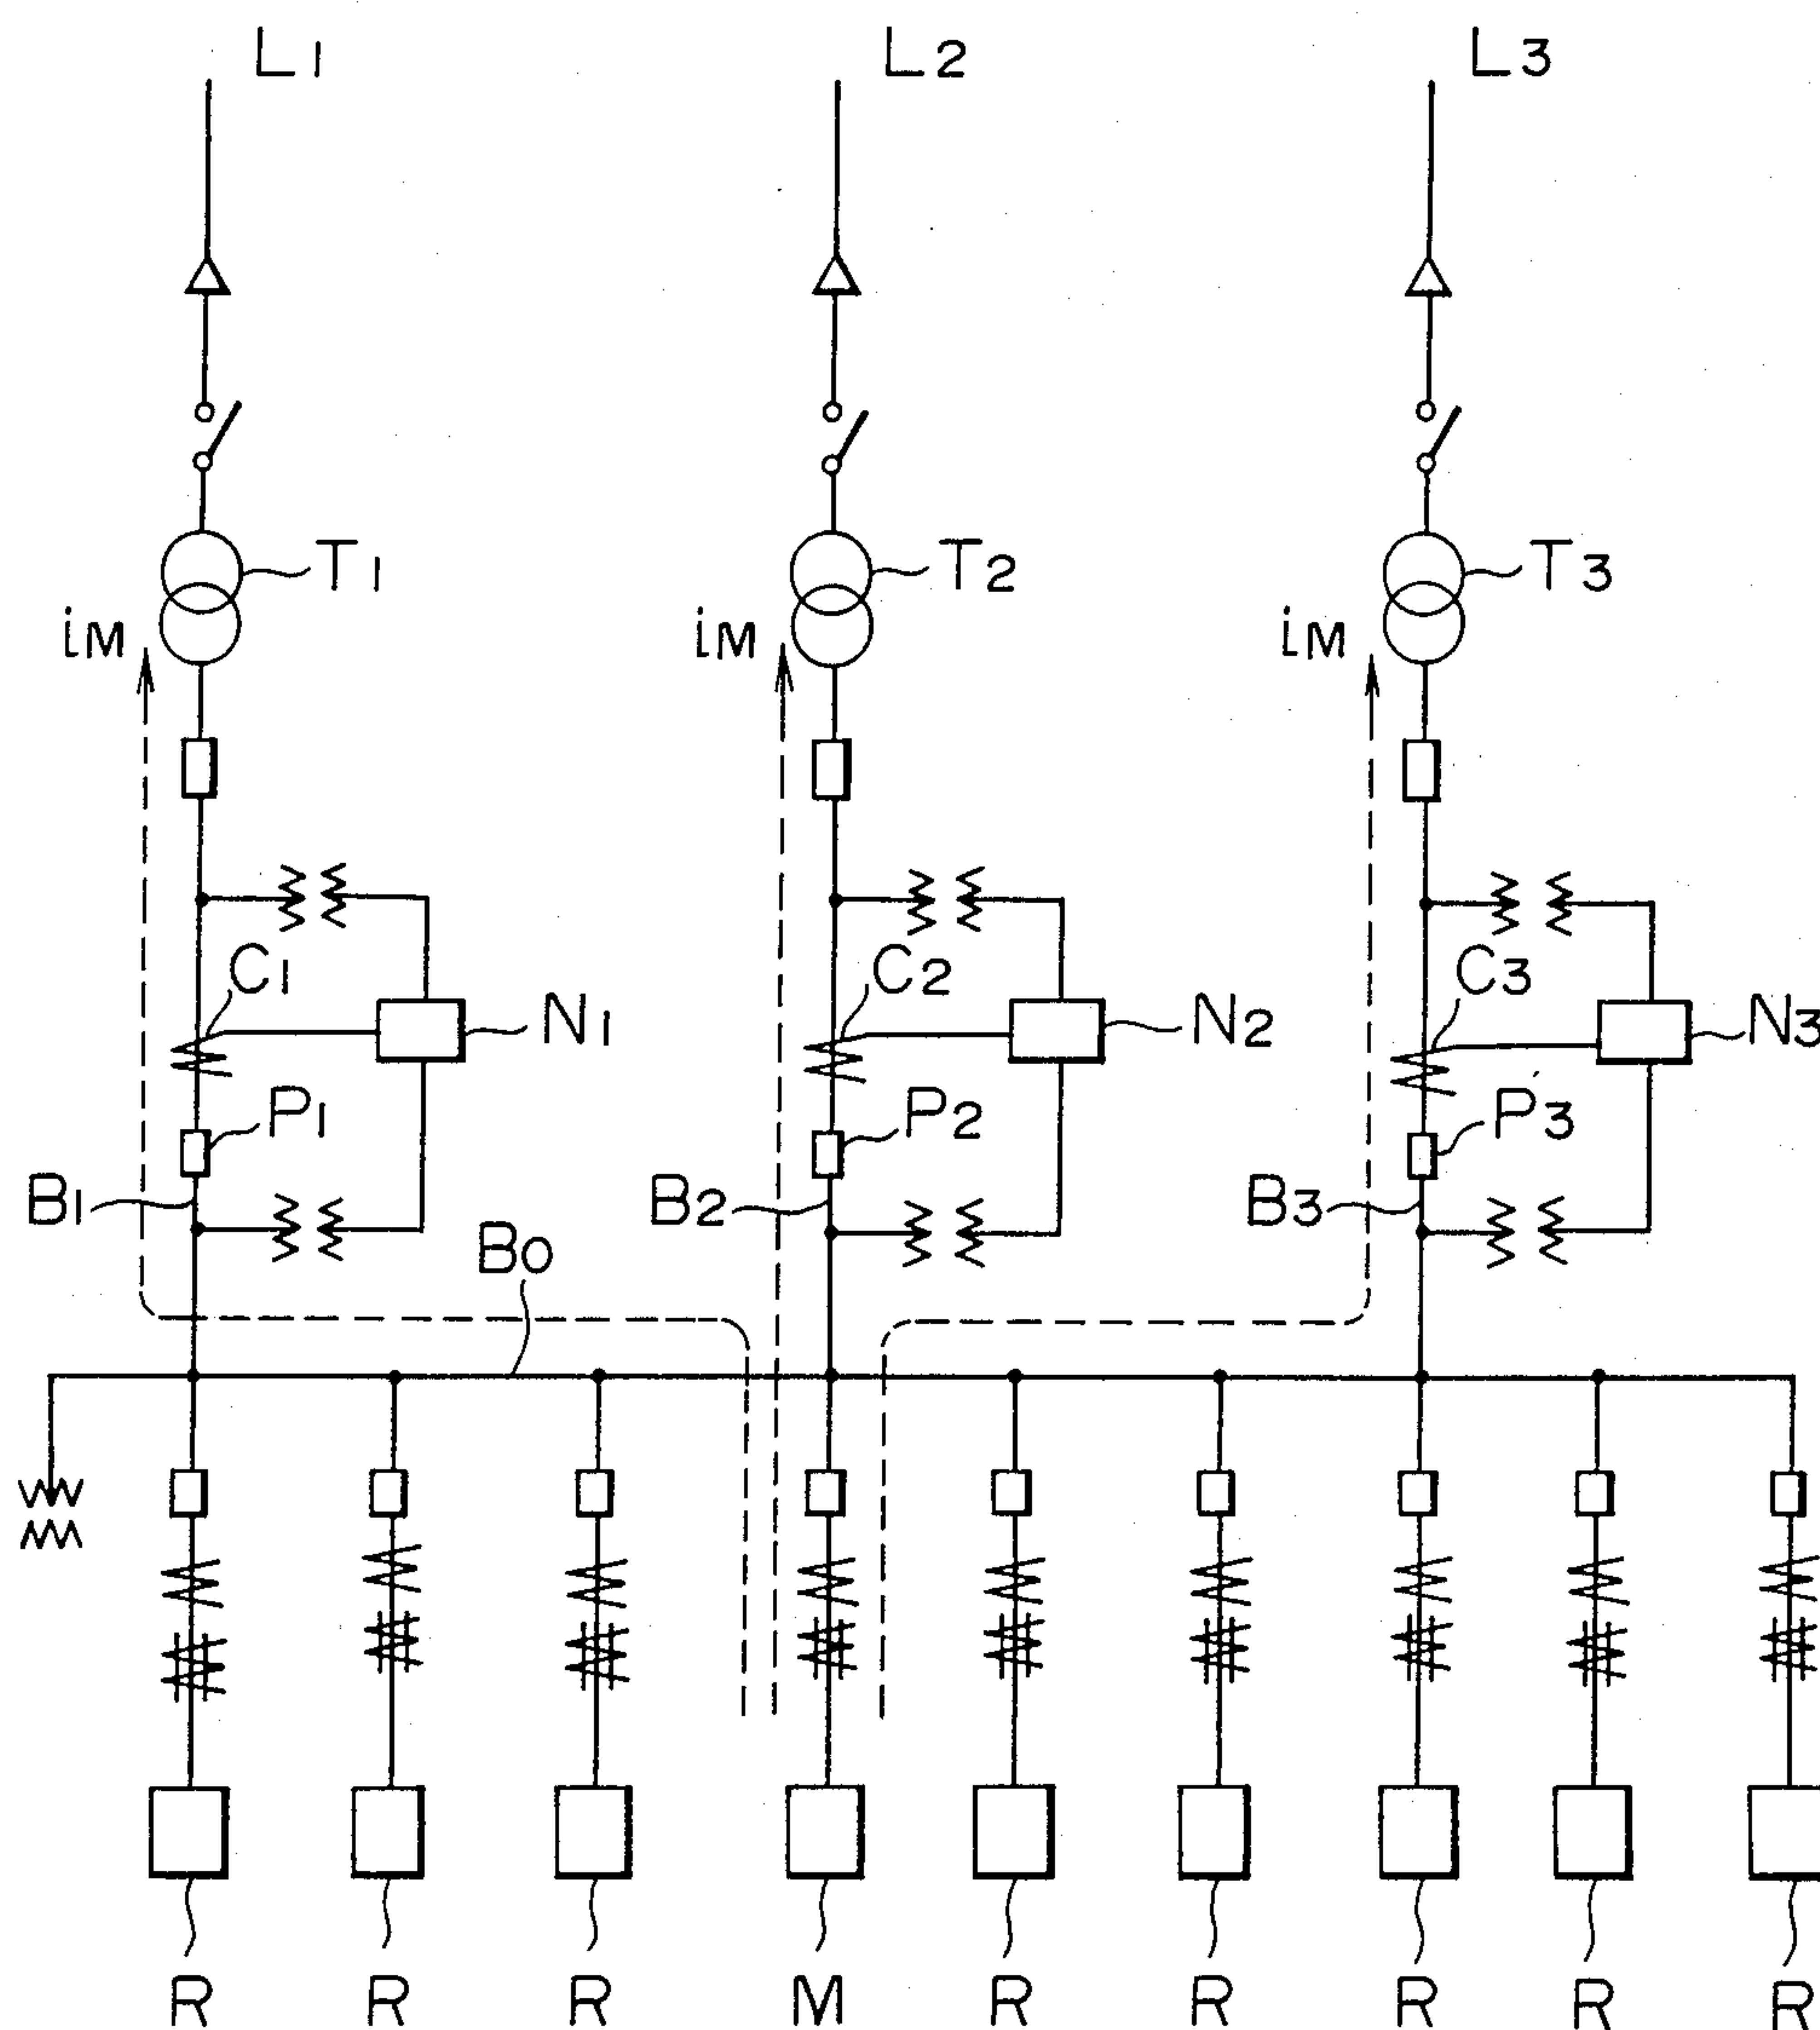 L1 L2 L3
T1 T2 T3
iM iM iM
C1 C2 C3
N1 N2 N3
P1 P2 P3
B1 B2 B3
B0
R R R M R R R R R